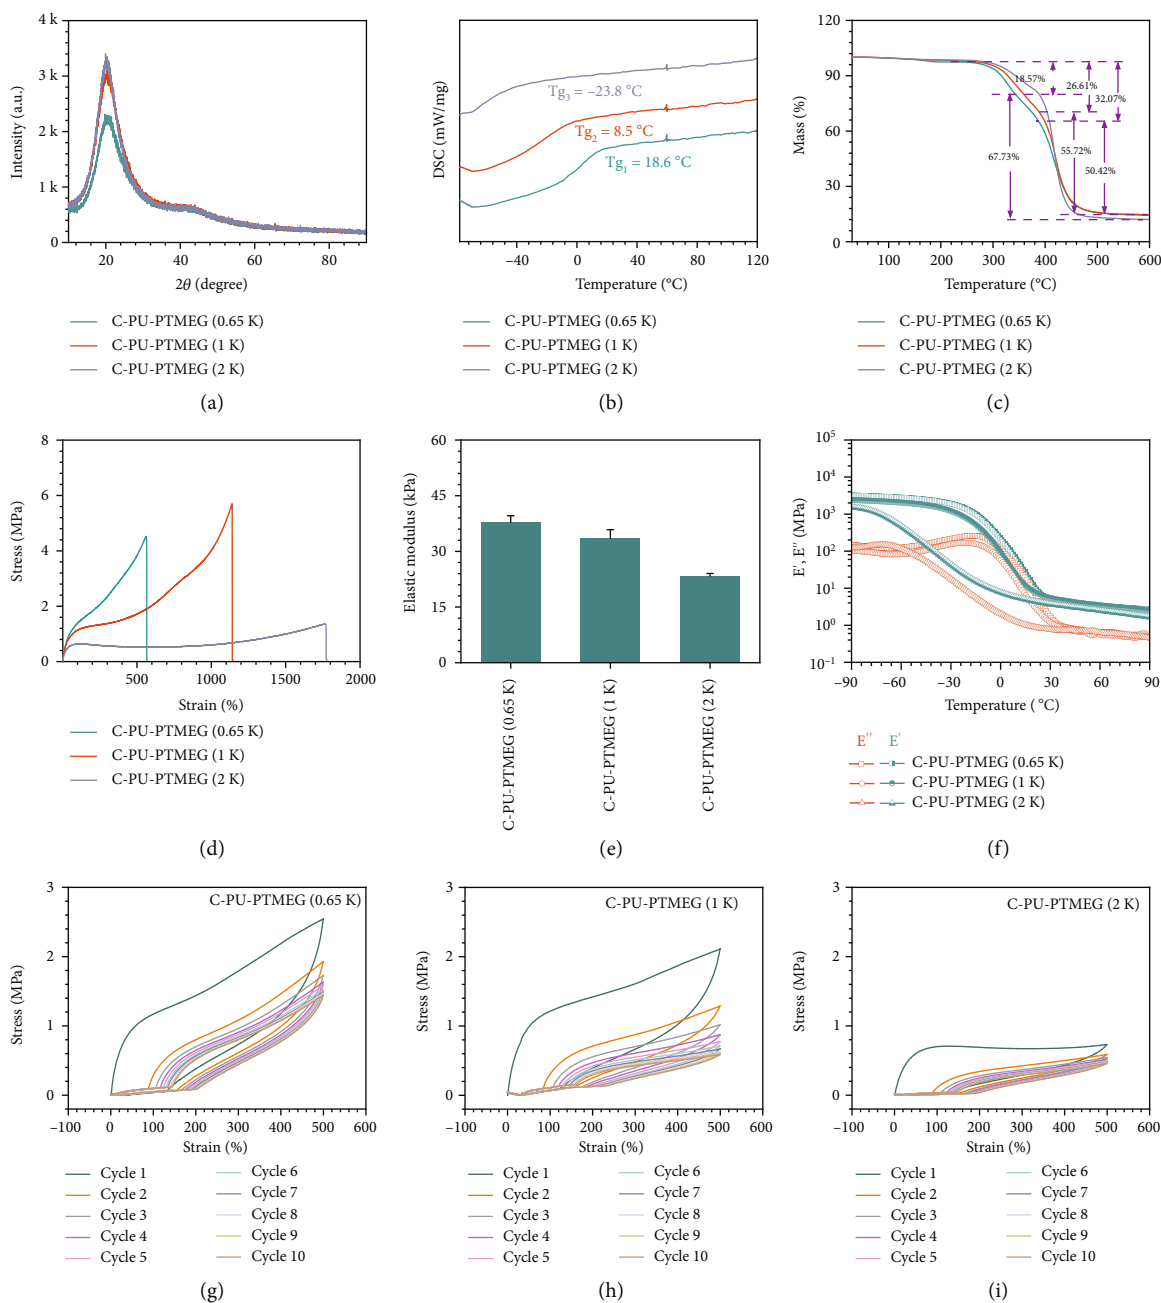 4 k
3 k
2 k
1 k
0
Intensity (a.u.)
20 40 60 80
2θ (degree)
C-PU-PTMEG (0.65 K)
C-PU-PTMEG (1 K)
C-PU-PTMEG (2 K)
(a)
DSC (mW/mg)
Tg3 = −23.8 °C
Tg2 = 8.5 °C
Tg1 = 18.6 °C
−40 0 40 80 120
Temperature (°C)
C-PU-PTMEG (0.65 K)
C-PU-PTMEG (1 K)
C-PU-PTMEG (2 K)
(b)
120
90
60
30
0
Mass (%)
18.57%
26.61%
32.07%
67.73%
55.72%
50.42%
100 200 300 400 500 600
Temperature (°C)
C-PU-PTMEG (0.65 K)
C-PU-PTMEG (1 K)
C-PU-PTMEG (2 K)
(c)
8
6
4
2
0
Stress (MPa)
500 1000 1500 2000
Strain (%)
C-PU-PTMEG (0.65 K)
C-PU-PTMEG (1 K)
C-PU-PTMEG (2 K)
(d)
60
45
30
15
0
Elastic modulus (kPa)
C-PU-PTMEG (0.65 K)
C-PU-PTMEG (1 K)
C-PU-PTMEG (2 K)
(e)
10⁵
10⁴
10³
10²
10¹
10⁰
10⁻¹
E′, E″ (MPa)
−90 −60 −30 0 30 60 90
Temperature (°C)
E″ E′
C-PU-PTMEG (0.65 K)
C-PU-PTMEG (1 K)
C-PU-PTMEG (2 K)
(f)
3
2
1
0
Stress (MPa)
C-PU-PTMEG (0.65 K)
−100 0 100 200 300 400 500 600
Strain (%)
Cycle 1 Cycle 6
Cycle 2 Cycle 7
Cycle 3 Cycle 8
Cycle 4 Cycle 9
Cycle 5 Cycle 10
(g)
3
2
1
0
Stress (MPa)
C-PU-PTMEG (1 K)
−100 0 100 200 300 400 500 600
Strain (%)
Cycle 1 Cycle 6
Cycle 2 Cycle 7
Cycle 3 Cycle 8
Cycle 4 Cycle 9
Cycle 5 Cycle 10
(h)
3
2
1
0
Stress (MPa)
C-PU-PTMEG (2 K)
−100 0 100 200 300 400 500 600
Strain (%)
Cycle 1 Cycle 6
Cycle 2 Cycle 7
Cycle 3 Cycle 8
Cycle 4 Cycle 9
Cycle 5 Cycle 10
(i)